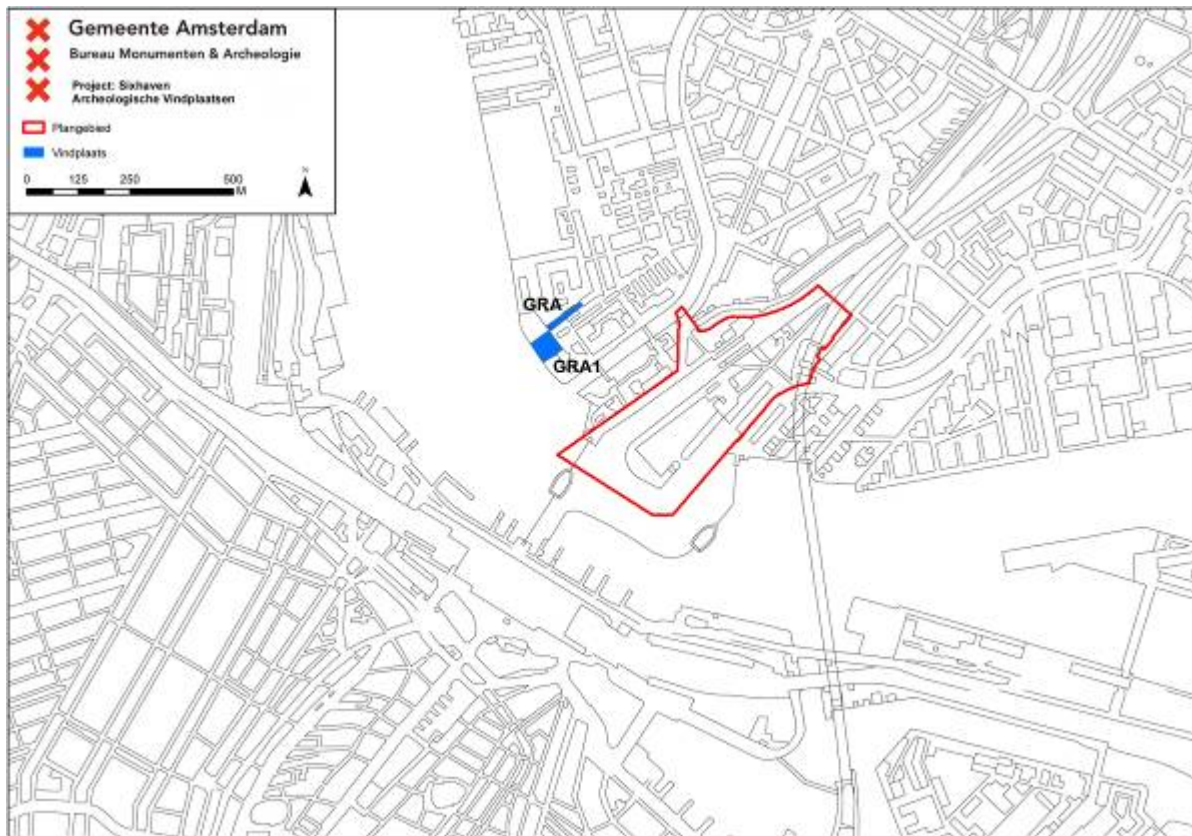 Gemeente Amsterdam
Bureau Monumenten & Archeologie
Project: Sixhaven
Archeologische Vindplaatsen
Plangebied
Vindplaats
0 125 250 500
M
N
GRA
GRA1